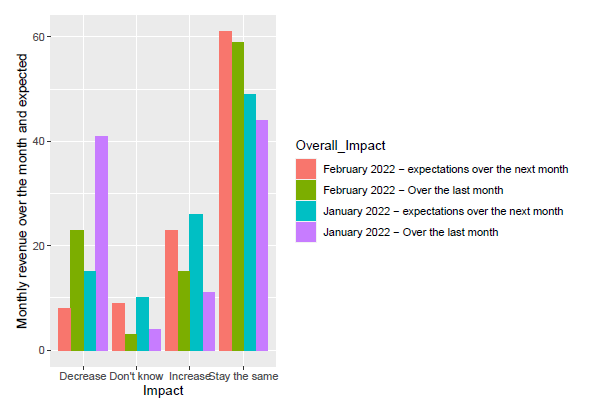 Monthly revenue over the month and expected
60
40
20
0
Decrease Don't know Increase Stay the same
Impact
Overall_Impact
February 2022 − expectations over the next month
February 2022 − Over the last month
January 2022 − expectations over the next month
January 2022 − Over the last month